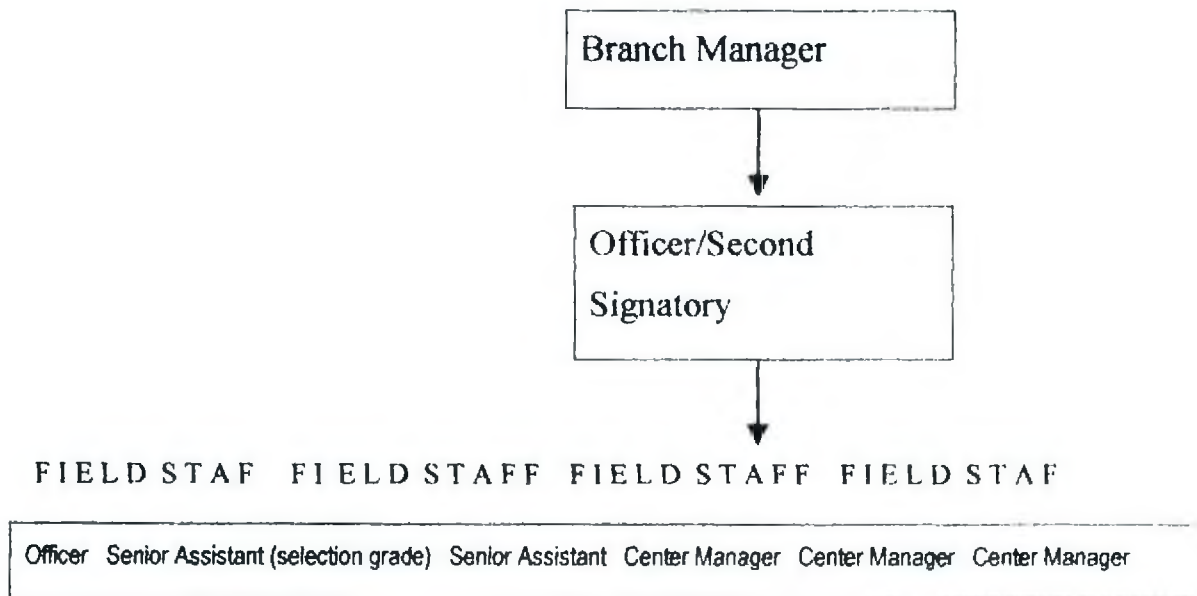 Branch Manager
Officer/Second
Signatory
FIELD STAF FIELD STAFF FIELD STAFF FIELD STAF
Officer Senior Assistant (selection grade) Senior Assistant Center Manager Center Manager Center Manager